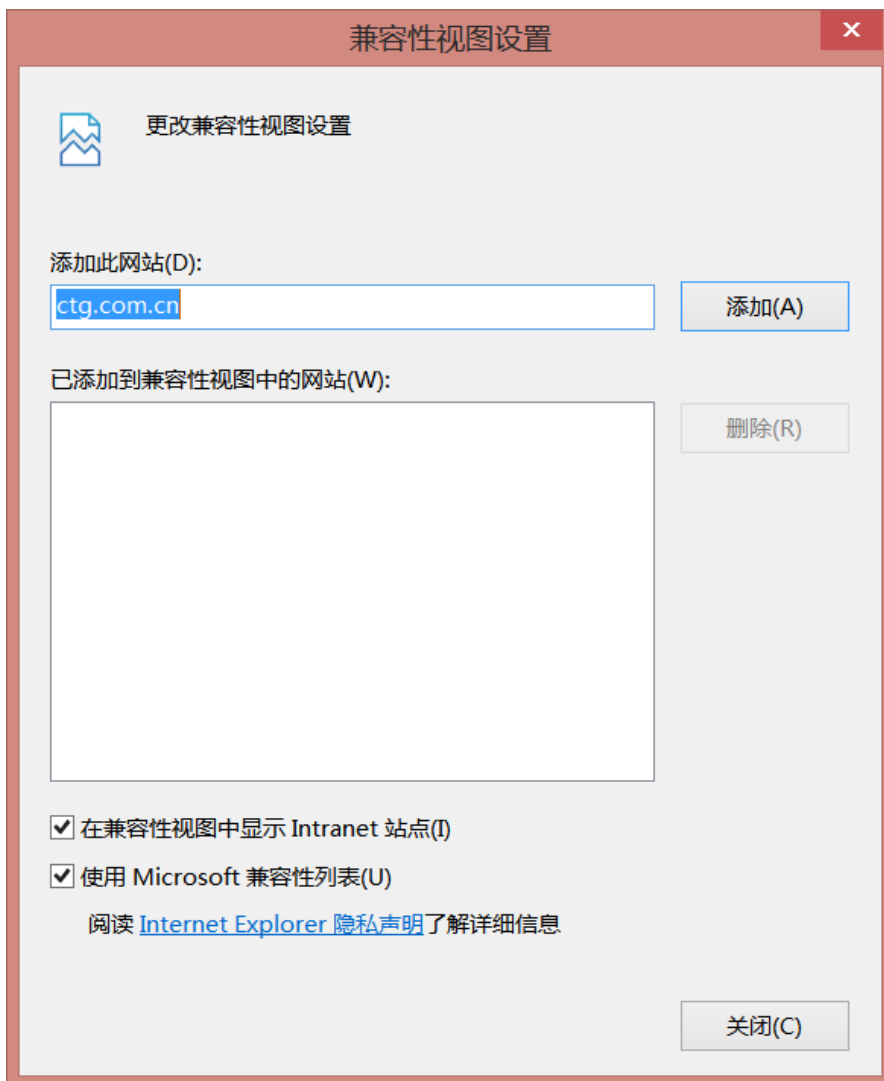 兼容性视图设置
更改兼容性视图设置
添加此网站(D):
ctg.com.cn
添加(A)
已添加到兼容性视图中的网站(W):
删除(R)
在兼容性视图中显示 Intranet 站点(I)
使用 Microsoft 兼容性列表(U)
阅读 Internet Explorer 隐私声明了解详细信息
关闭(C)